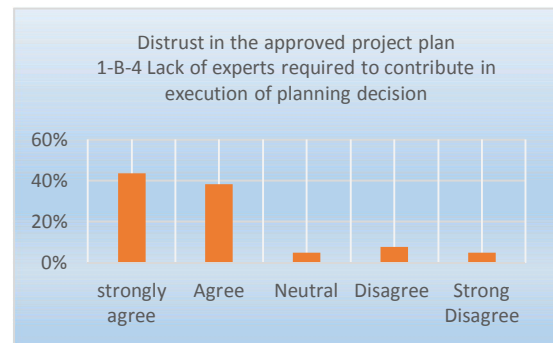 Distrust in the approved project plan
1-B-4 Lack of experts required to contribute in
execution of planning decision
60%
40%
20%
0%
strongly agree
Agree
Neutral
Disagree
Strong Disagree